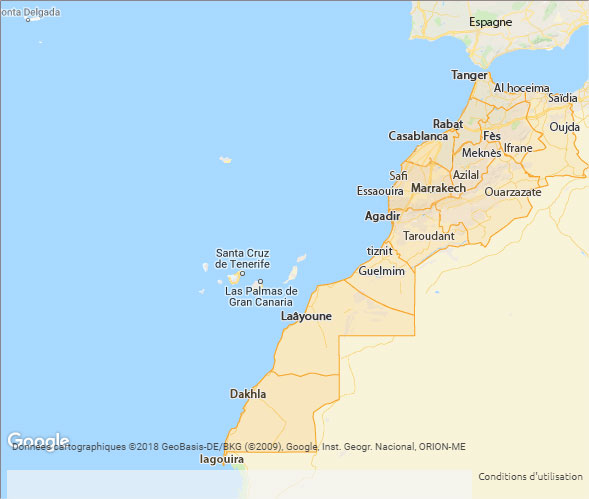 onta Delgada
Espagne
Tanger
Al hoceima
Saïdia
Rabat
Oujda
Casablanca
Fès
Ifrane
Meknès
Safi
Azilal
Essaouira
Marrakech
Ouarzazate
Agadir
Taroudant
tiznit
Santa Cruz
de Tenerife
Guelmim
Las Palmas de
Gran Canaria
Laâyoune
Dakhla
Google
Données cartographiques ©2018 GeoBasis-DE/BKG (©2009), Google, Inst. Geogr. Nacional, ORION-ME
lagouira
Conditions d'utilisation